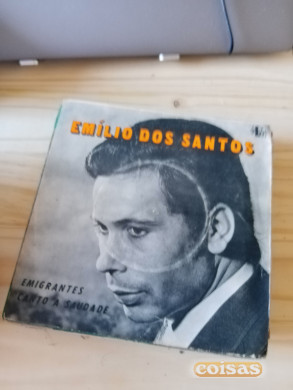 EMÍLIO DOS SANTOS
EMIGRANTES
CANTO À SAUDADE
coisas